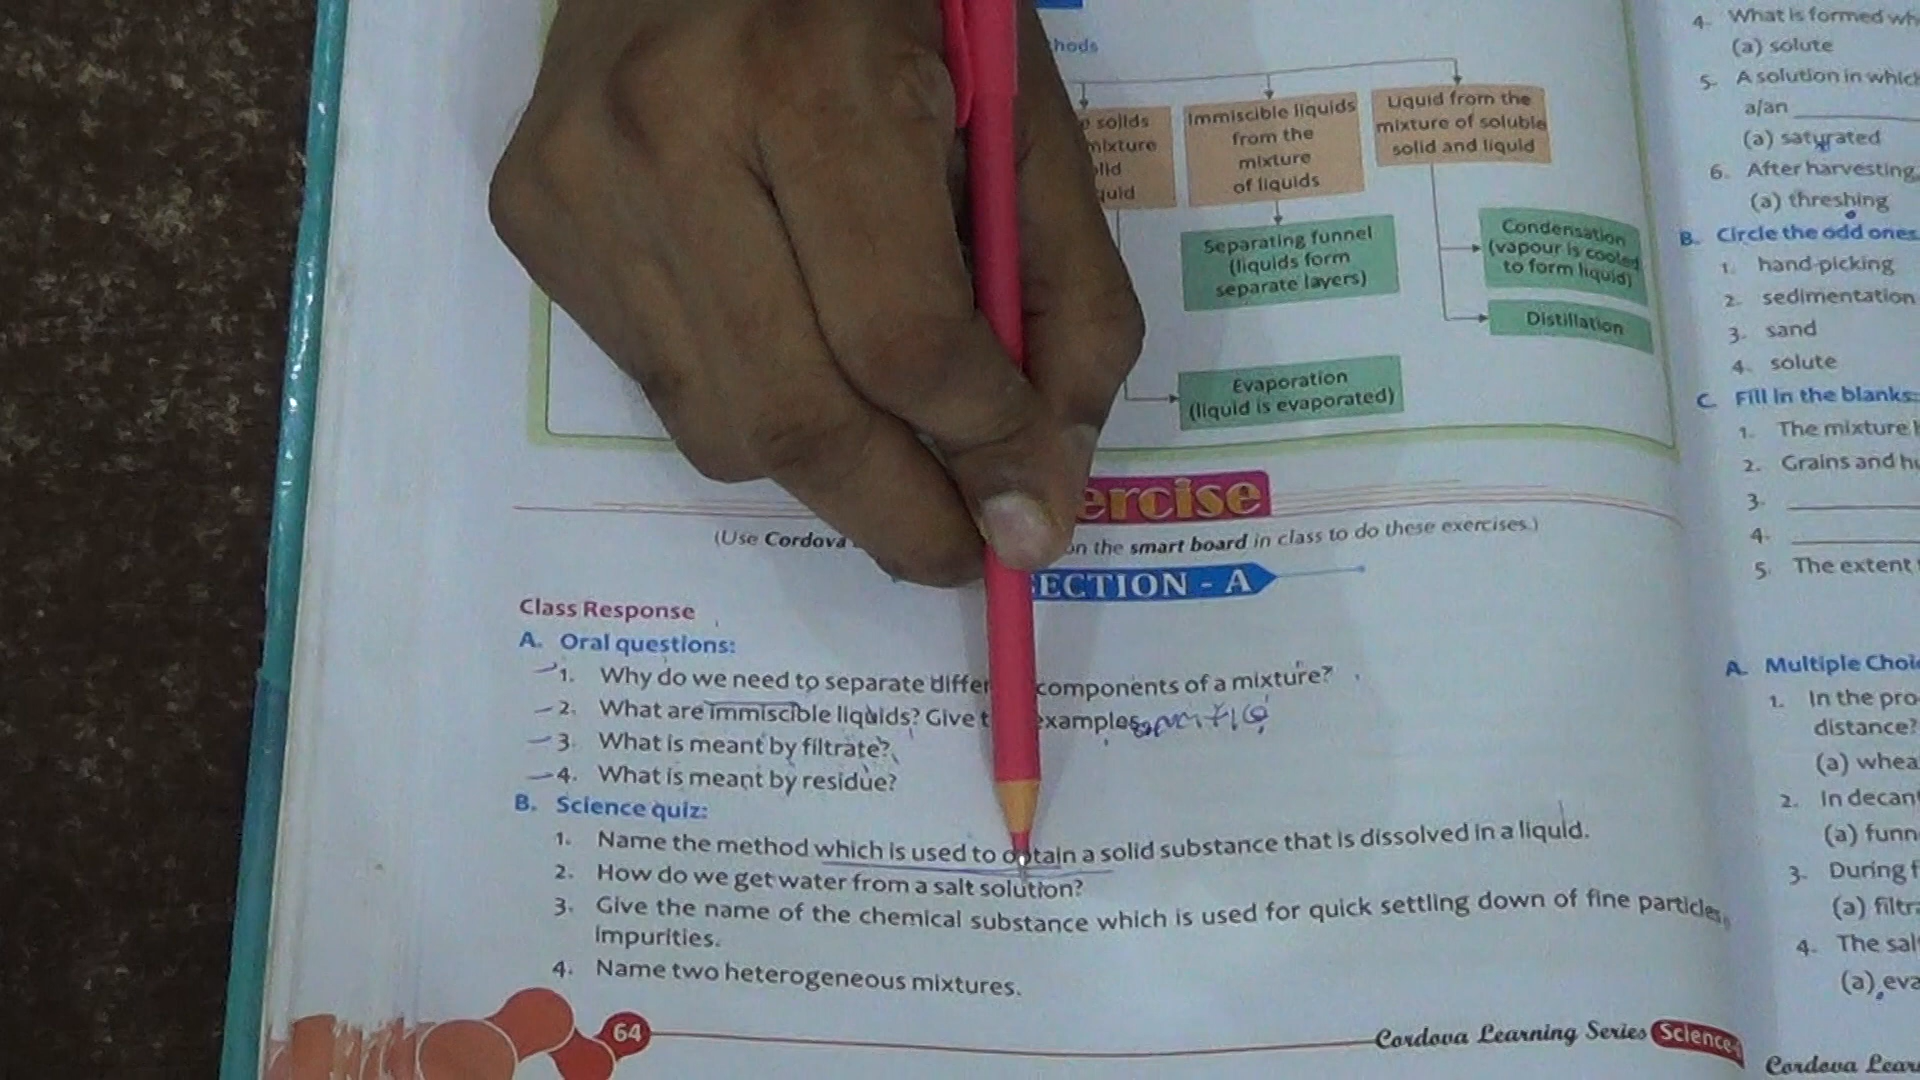 hods
e solids
mixture
olid
quid
Immiscible liquids
from the
mixture
of liquids
Liquid from the
mixture of soluble
solid and liquid
Separating funnel
(liquids form
separate layers)
Condensation
(vapour is cooled
to form liquid)
Distillation
Evaporation
(liquid is evaporated)
ercise
(Use Cordova on the smart board in class to do these exercises.)
ECTION - A
Class Response
A. Oral questions:
1. Why do we need to separate differ components of a mixture?
2. What are immiscible liquids? Give t examples
3. What is meant by filtrate?
4. What is meant by residue?
B. Science quiz:
1. Name the method which is used to obtain a solid substance that is dissolved in a liquid.
2. How do we get water from a salt solution?
3. Give the name of the chemical substance which is used for quick settling down of fine particles
impurities.
4. Name two heterogeneous mixtures.
64
Cordova Learning Series Science
4. What is formed wh
(a) solute
5. A solution in which
a/an
(a) saturated
6. After harvesting,
(a) threshing
B. Circle the odd ones
1. hand-picking
2. sedimentation
3. sand
4. solute
C. Fill in the blanks:
1. The mixture
2. Grains and hu
3.
4.
5. The extent
A. Multiple Choi
1. In the pro
distance?
(a) whea
2. In decant
(a) funn
3. During f
(a) filtr
4. The salt
(a) eva
Cordova Lear